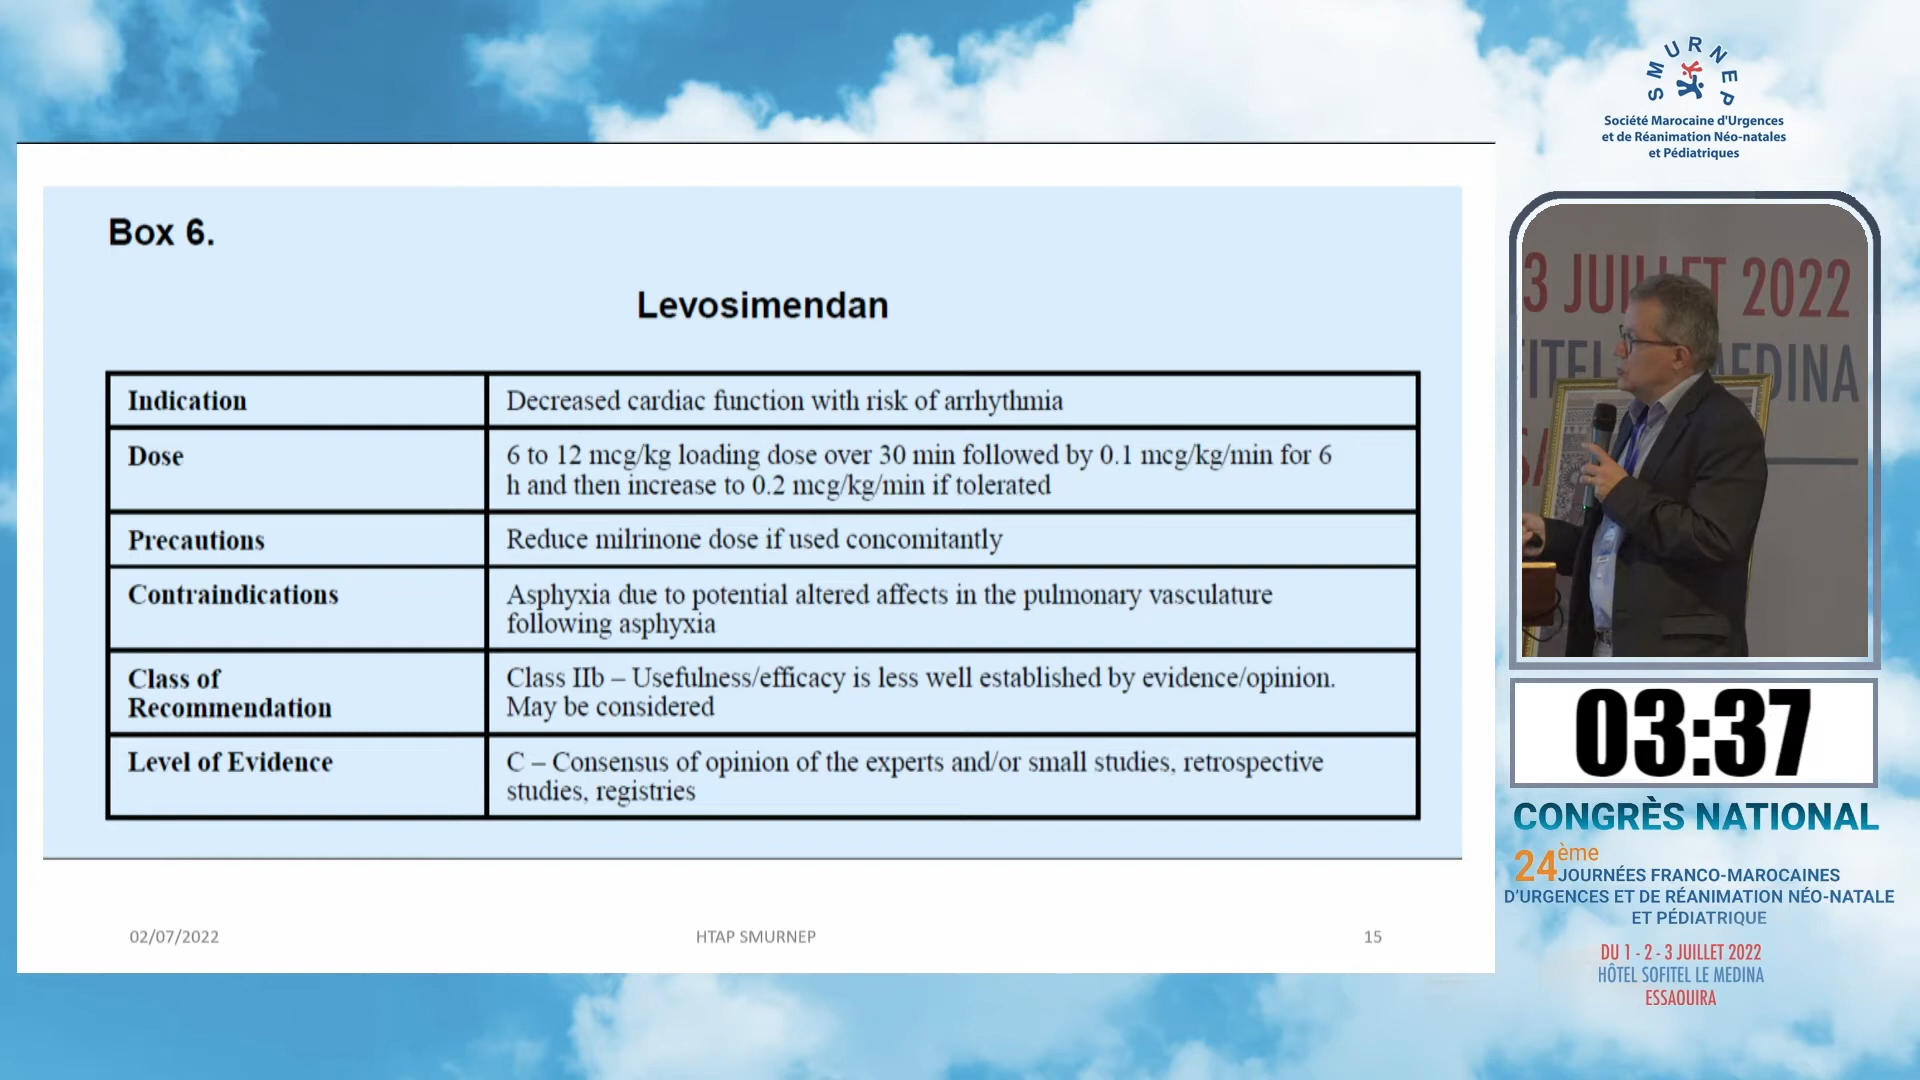 SMURNEP
Société Marocaine d'Urgences
et de Réanimation Néo-natales
et Pédiatriques
Box 6.
Levosimendan
Indication
Decreased cardiac function with risk of arrhythmia
Dose
6 to 12 mcg/kg loading dose over 30 min followed by 0.1 mcg/kg/min for 6
h and then increase to 0.2 mcg/kg/min if tolerated
Precautions
Reduce milrinone dose if used concomitantly
Contraindications
Asphyxia due to potential altered affects in the pulmonary vasculature
following asphyxia
Class of
Recommendation
Class IIb – Usefulness/efficacy is less well established by evidence/opinion.
May be considered
Level of Evidence
C – Consensus of opinion of the experts and/or small studies, retrospective
studies, registries
02/07/2022
HTAP SMURNEP
15
3 JUILLET 2022
MEDINA
03:37
CONGRÈS NATIONAL
24ème
JOURNÉES FRANCO-MAROCAINES
D'URGENCES ET DE RÉANIMATION NÉO-NATALE
ET PÉDIATRIQUE
DU 1 - 2 - 3 JUILLET 2022
HÔTEL SOFITEL LE MEDINA
ESSAOUIRA